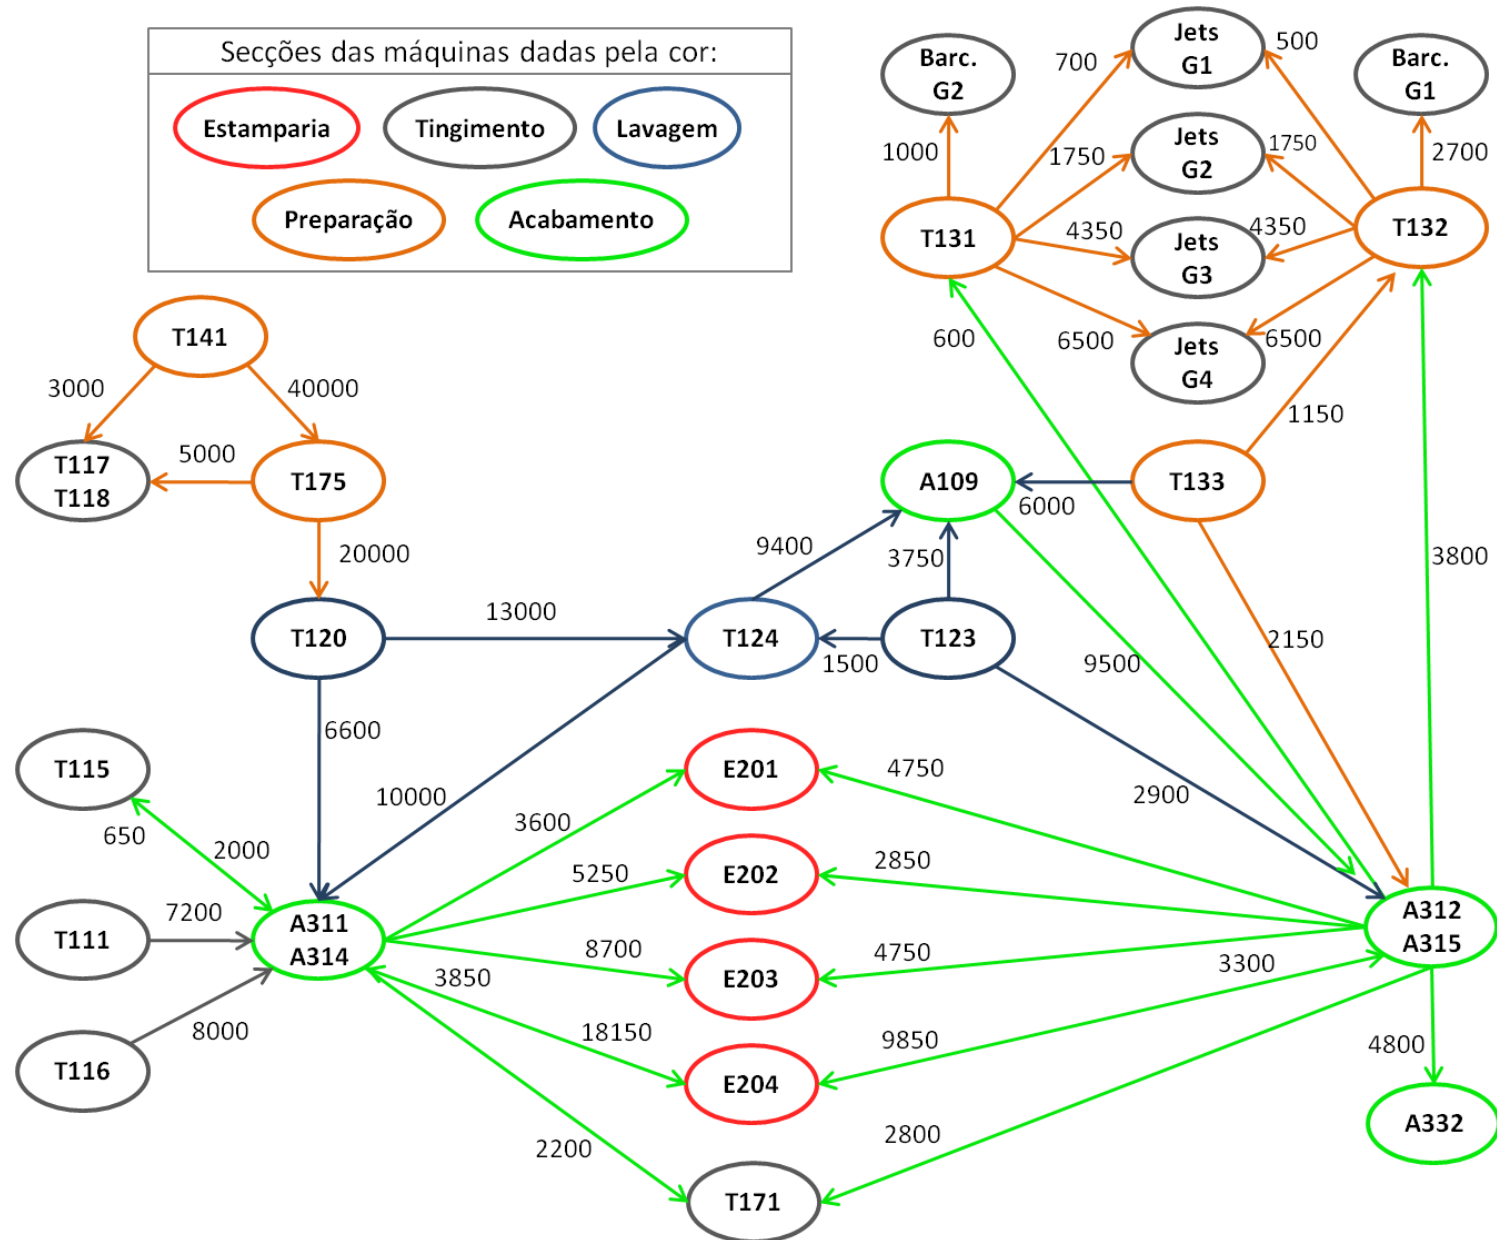 Secções das máquinas dadas pela cor:
Estamparia
Tingimento
Lavagem
Preparação
Acabamento
Barc.
G2
Jets
G1
Barc.
G1
700
500
1000
1750
Jets
G2
1750
2700
T131
4350
Jets
G3
4350
T132
600
6500
Jets
G4
6500
1150
T141
3000
40000
T117
T118
5000
T175
A109
6000
T133
20000
9400
3750
3800
T120
13000
T124
1500
T123
9500
2150
6600
T115
E201
4750
2900
650
2000
10000
3600
5250
E202
2850
T111
7200
A311
A314
8700
E203
4750
3300
A312
A315
3850
T116
8000
18150
E204
9850
4800
A332
2200
2800
T171